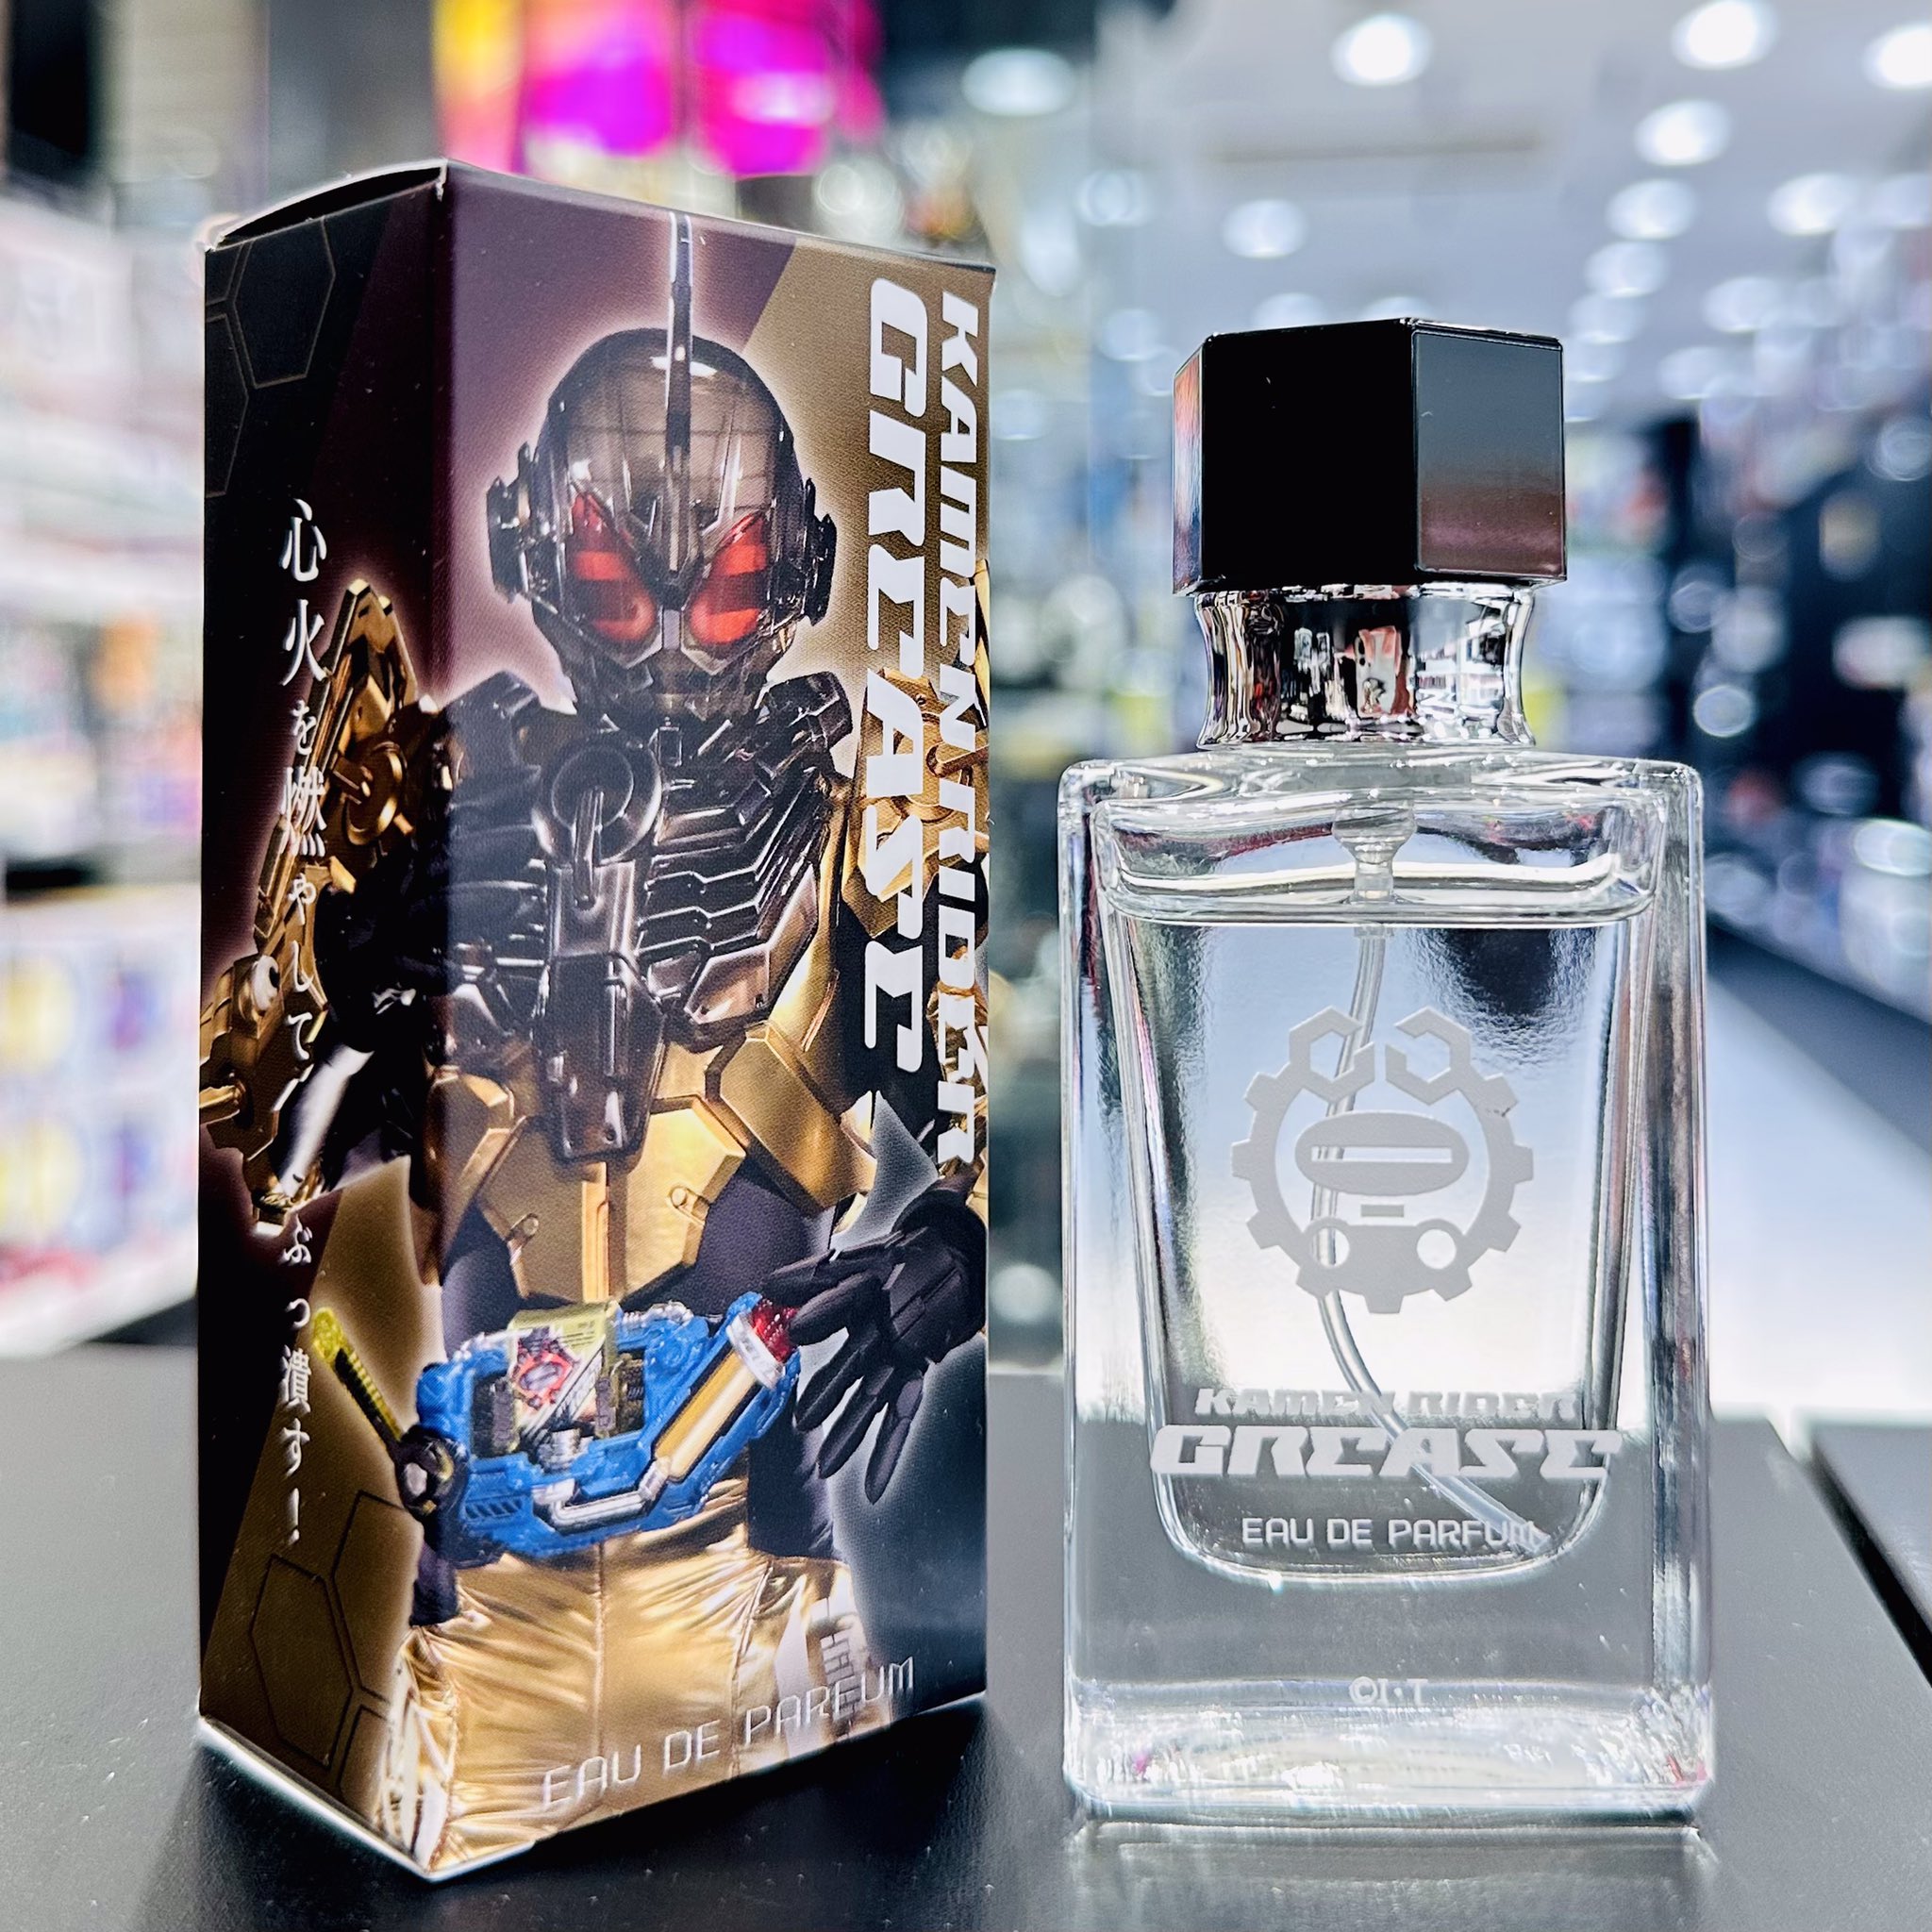 KAMEN RIDER
GREASE
心火を燃やしてぶっ潰す!
EAU DE PARFUM
KAMEN RIDER
GREASE
EAU DE PARFUM
©I・T